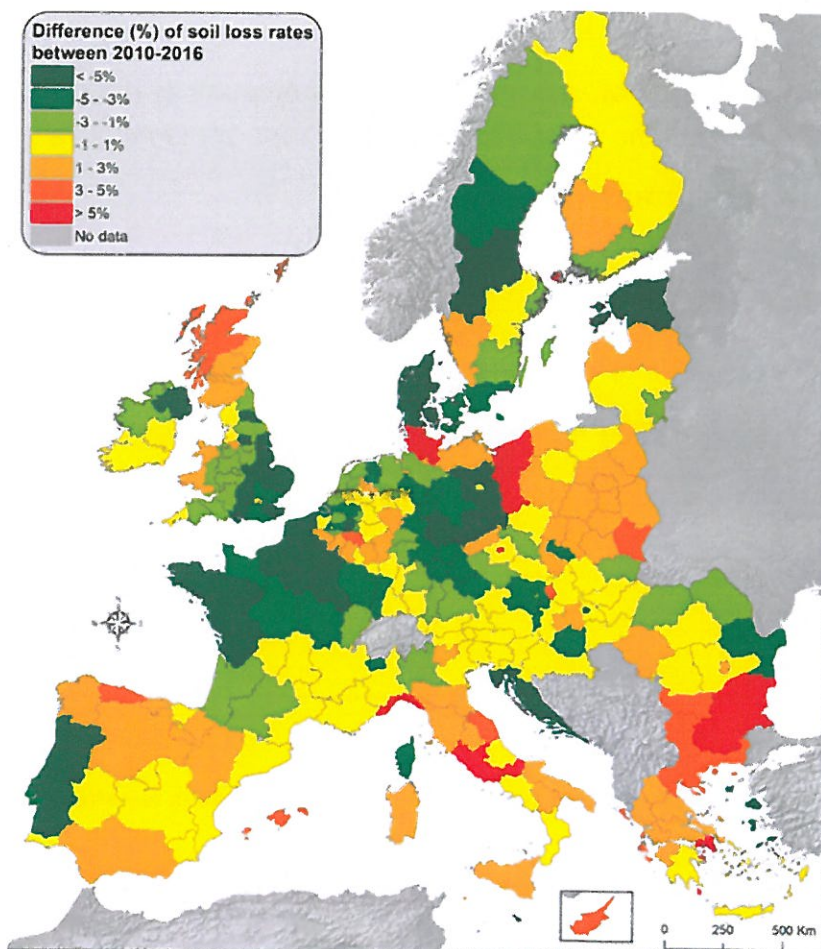 Difference (%) of soil loss rates
between 2010-2016
< -5%
-5 - -3%
-3 - -1%
-1 - 1%
1 - 3%
3 - 5%
> 5%
No data
0 250 500 Km